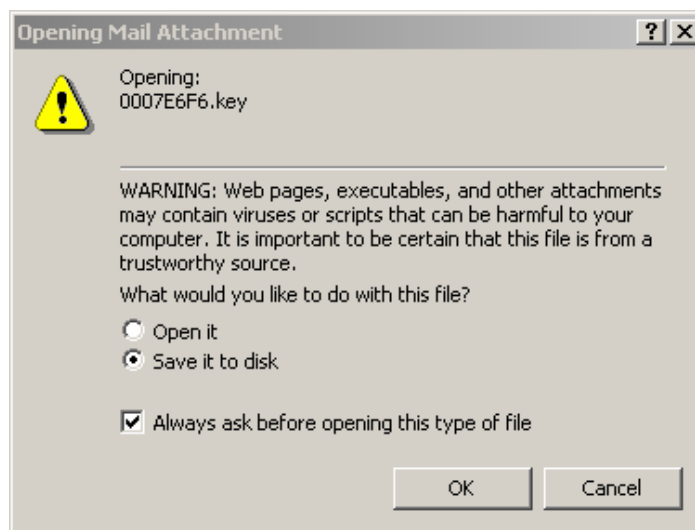 Opening Mail Attachment
Opening:
0007E6F6.key
WARNING: Web pages, executables, and other attachments
may contain viruses or scripts that can be harmful to your
computer. It is important to be certain that this file is from a
trustworthy source.
What would you like to do with this file?
Open it
Save it to disk
Always ask before opening this type of file
OK Cancel